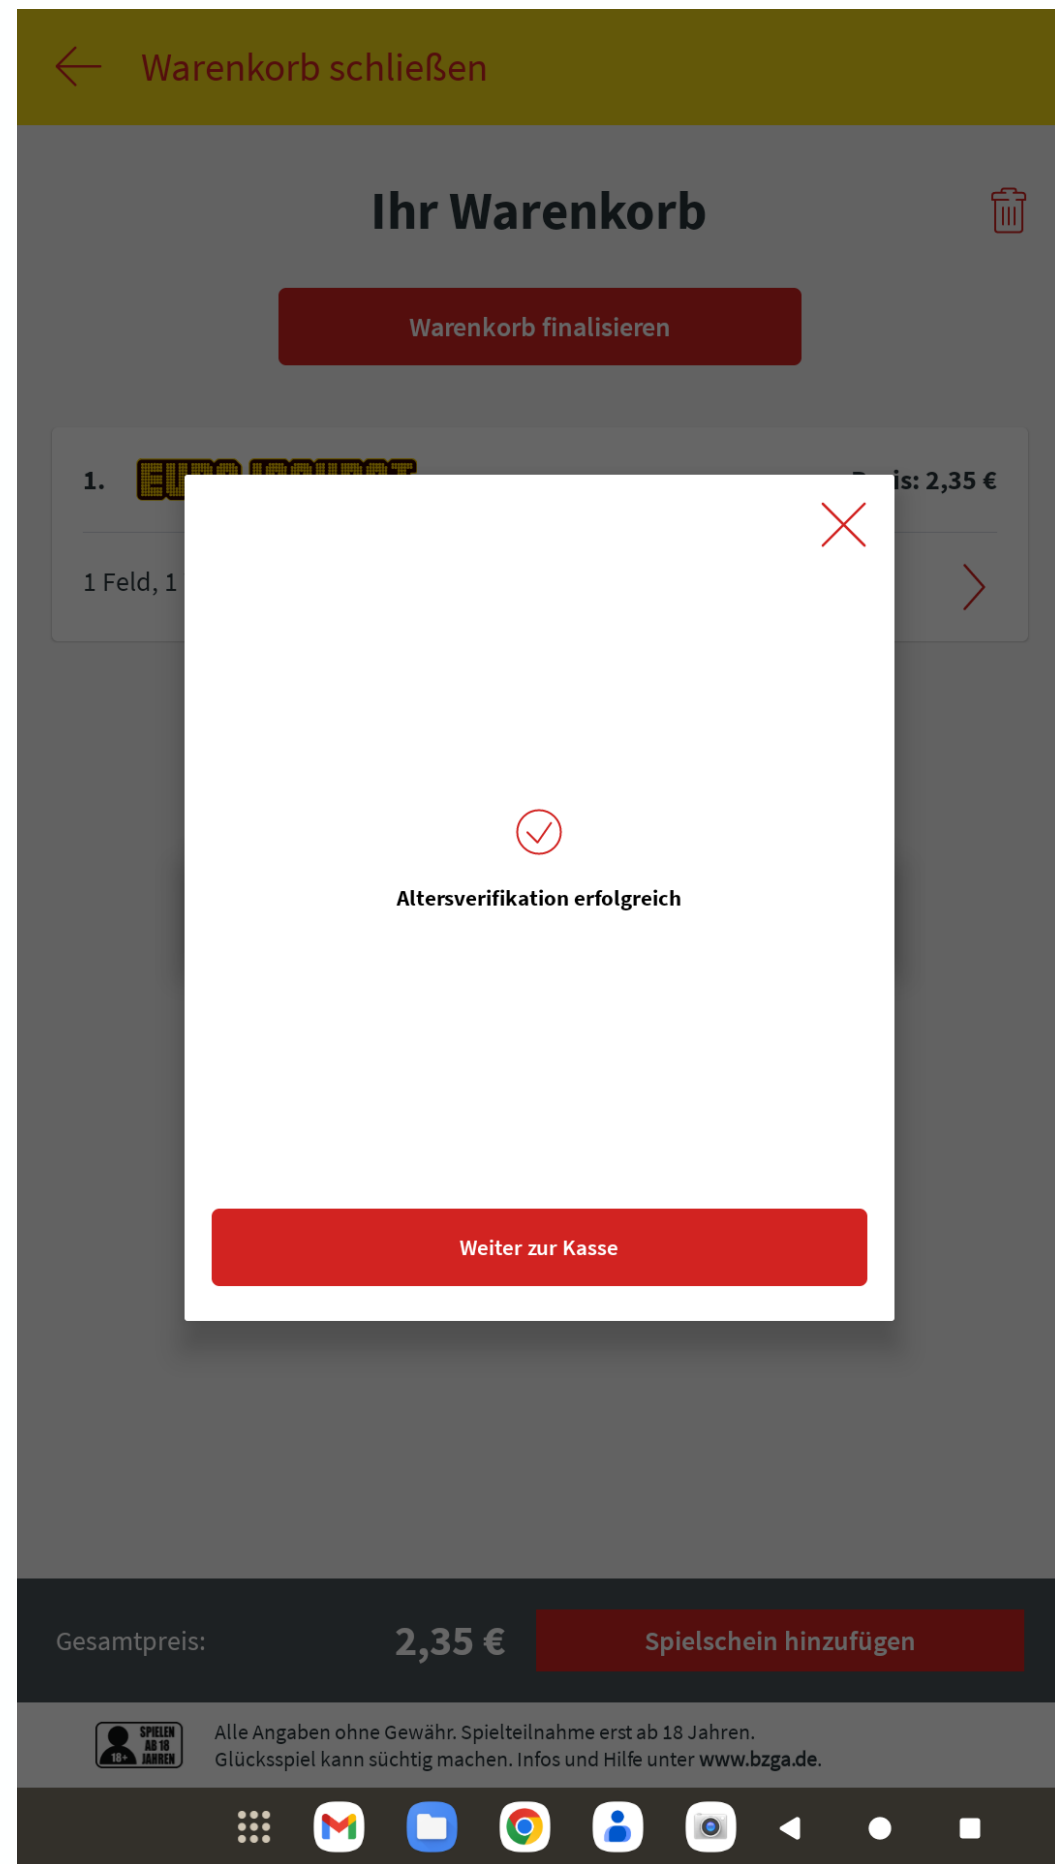 Warenkorb schließen
Ihr Warenkorb
Warenkorb finalisieren
1.
is: 2,35 €
1 Feld, 1
Altersverifikation erfolgreich
Weiter zur Kasse
Gesamtpreis: 2,35 € Spielschein hinzufügen
SPIELEN
AB 18
JAHREN
18+
Alle Angaben ohne Gewähr. Spielteilnahme erst ab 18 Jahren.
Glücksspiel kann süchtig machen. Infos und Hilfe unter www.bzga.de.